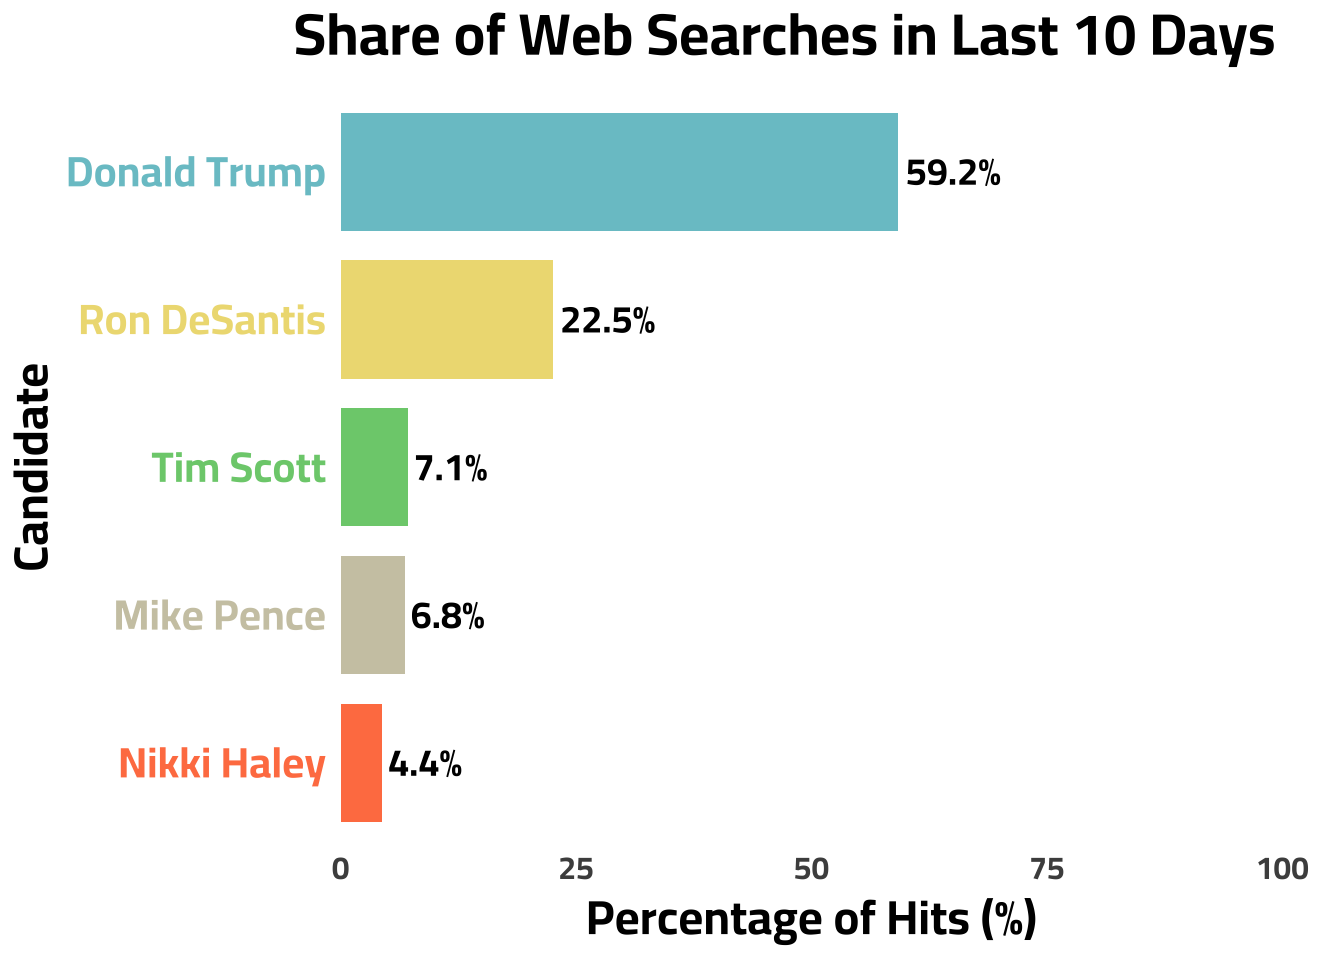 Share of Web Searches in Last 10 Days
Donald Trump 59.2%
Ron DeSantis 22.5%
Tim Scott 7.1%
Mike Pence 6.8%
Nikki Haley 4.4%
Candidate
0 25 50 75 100
Percentage of Hits (%)